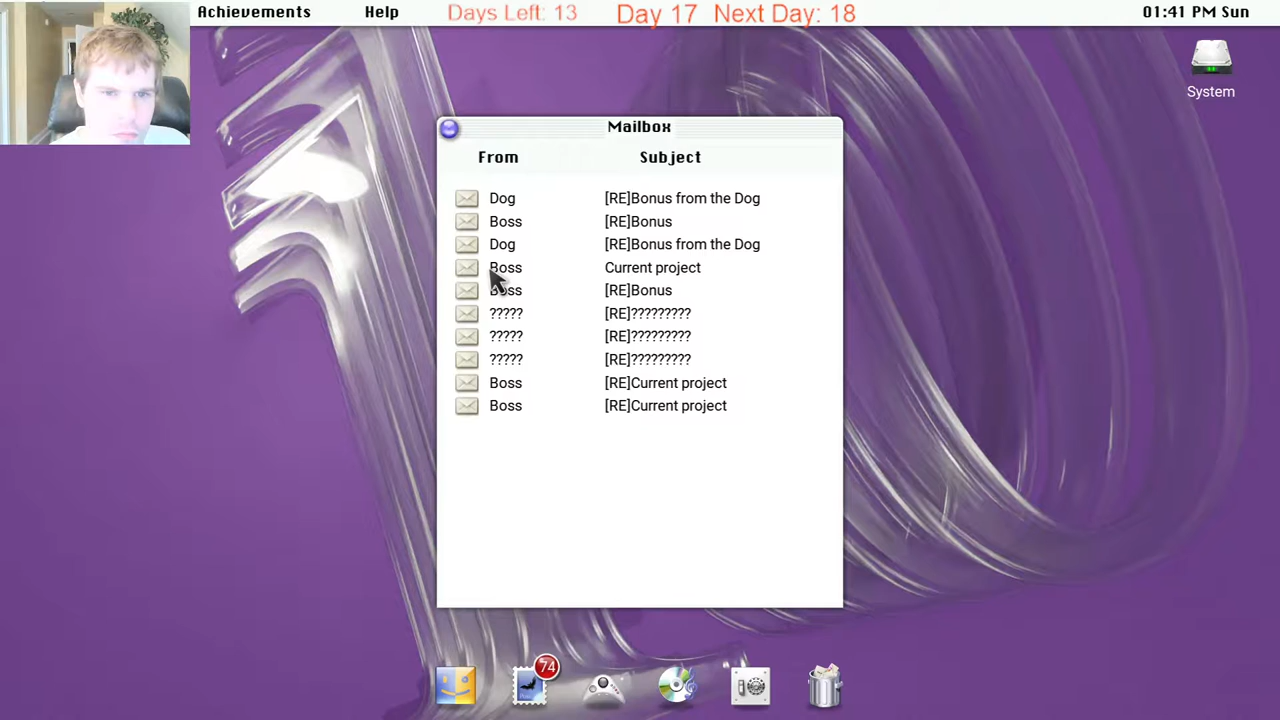 Achievements Help Days Left: 13 Day 17 Next Day: 18 01:41 PM Sun
System
Mailbox
From Subject
Dog [RE]Bonus from the Dog
Boss [RE]Bonus
Dog [RE]Bonus from the Dog
Boss Current project
Boss [RE]Bonus
????? [RE]?????????
????? [RE]?????????
????? [RE]?????????
Boss [RE]Current project
Boss [RE]Current project
74